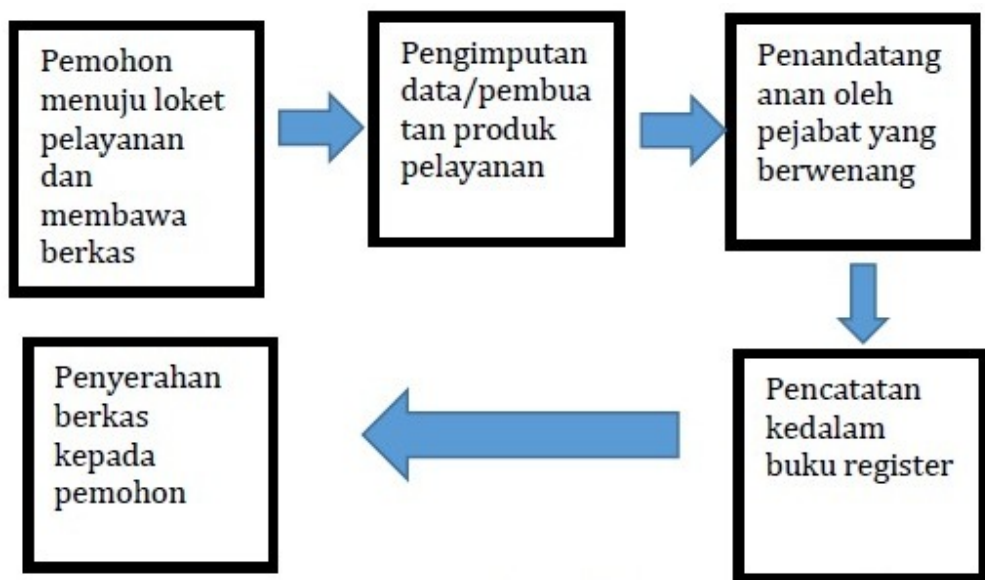 Pemohon
menuju loket
pelayanan
dan
membawa
berkas
Pengimputan
data/pembua
tan produk
pelayanan
Penandatang
anan oleh
pejabat yang
berwenang
Pencatatan
kedalam
buku register
Penyerahan
berkas
kepada
pemohon